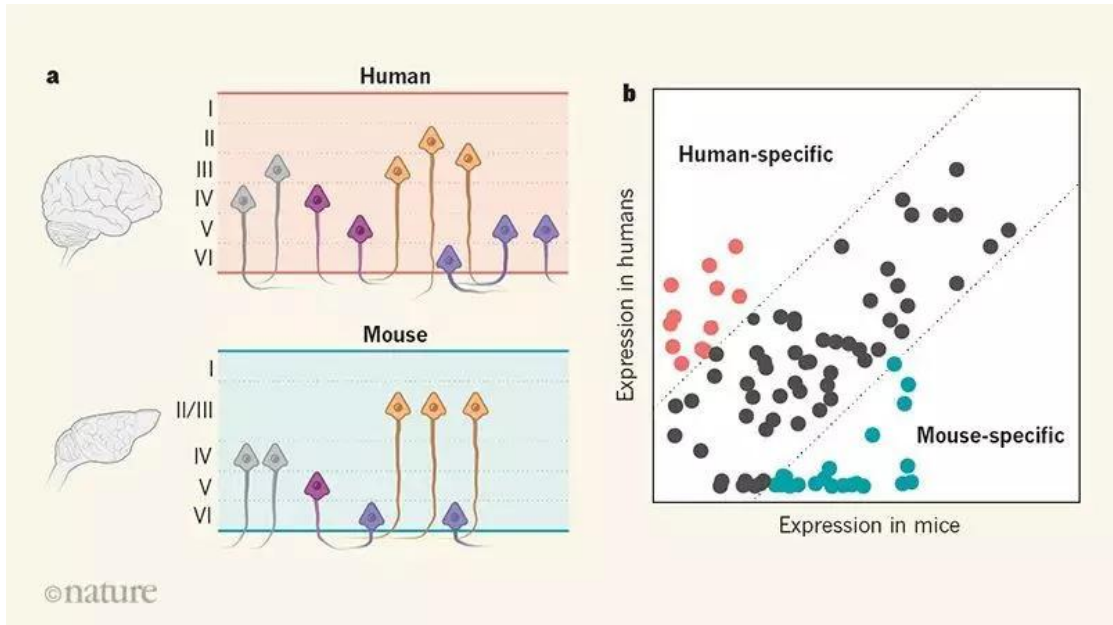 a
Human
I
II
III
IV
V
VI
Mouse
I
II/III
IV
V
VI
b
Human-specific
Mouse-specific
Expression in humans
Expression in mice
©nature